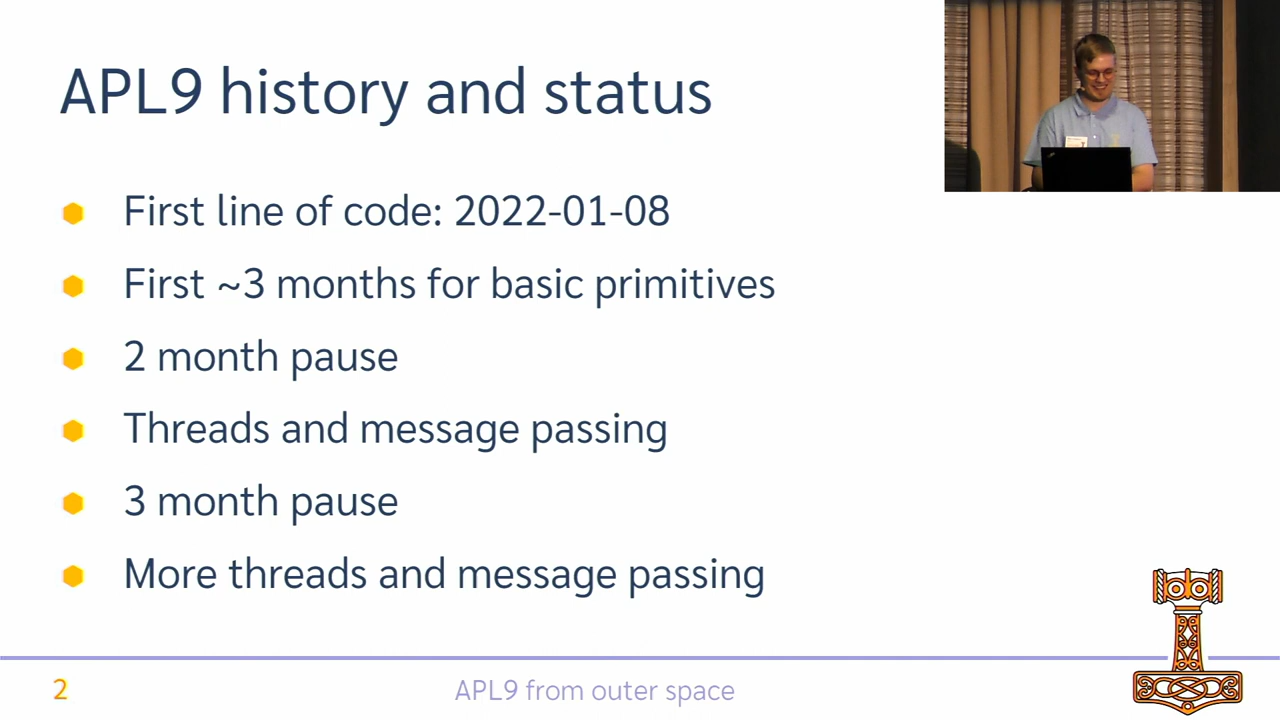 APL9 history and status
First line of code: 2022-01-08
First ~3 months for basic primitives
2 month pause
Threads and message passing
3 month pause
More threads and message passing
2
APL9 from outer space